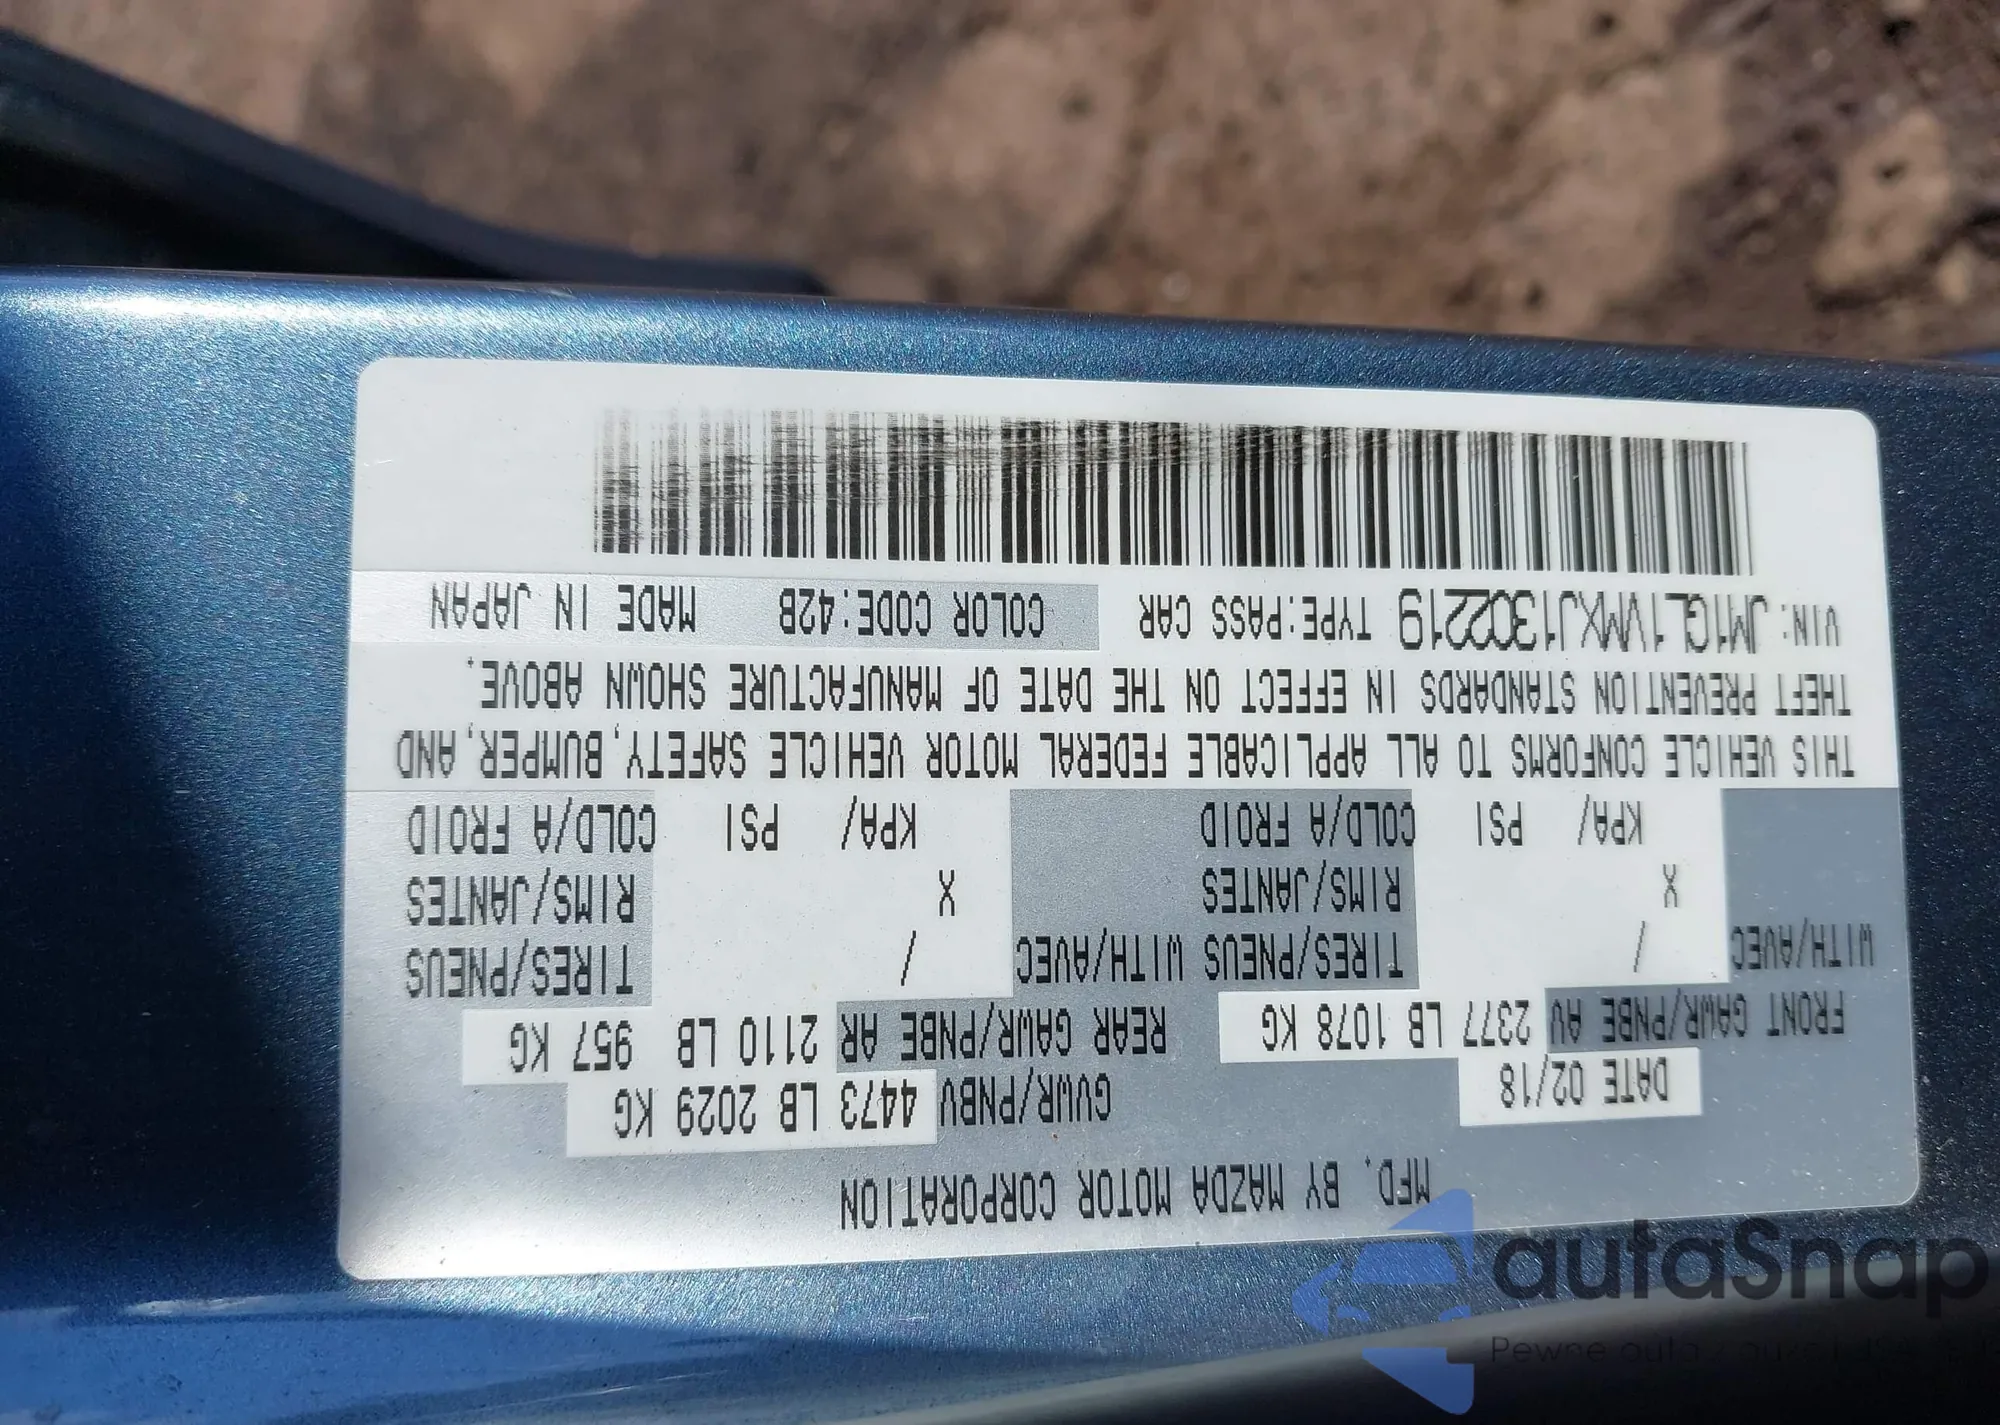 MFD. BY MAZDA MOTOR CORPORATION
DATE 02/18 GVWR/PNBV 4473 LB 2029 KG
FRONT GAWR/PNBE AV 2377 LB 1078 KG REAR GAWR/PNBE AR 2110 LB 957 KG
WITH/AVEC / TIRES/PNEUS WITH/AVEC / TIRES/PNEUS
X RIMS/JANTES X RIMS/JANTES
KPA/ PSI COLD/A FROID KPA/ PSI COLD/A FROID
THIS VEHICLE CONFORMS TO ALL APPLICABLE FEDERAL MOTOR VEHICLE SAFETY, BUMPER, AND
THEFT PREVENTION STANDARDS IN EFFECT ON THE DATE OF MANUFACTURE SHOWN ABOVE.
VIN: JM1GL1VMXJ1302219 TYPE:PASS CAR COLOR CODE:42B MADE IN JAPAN
autaSnap
Pewne auta z